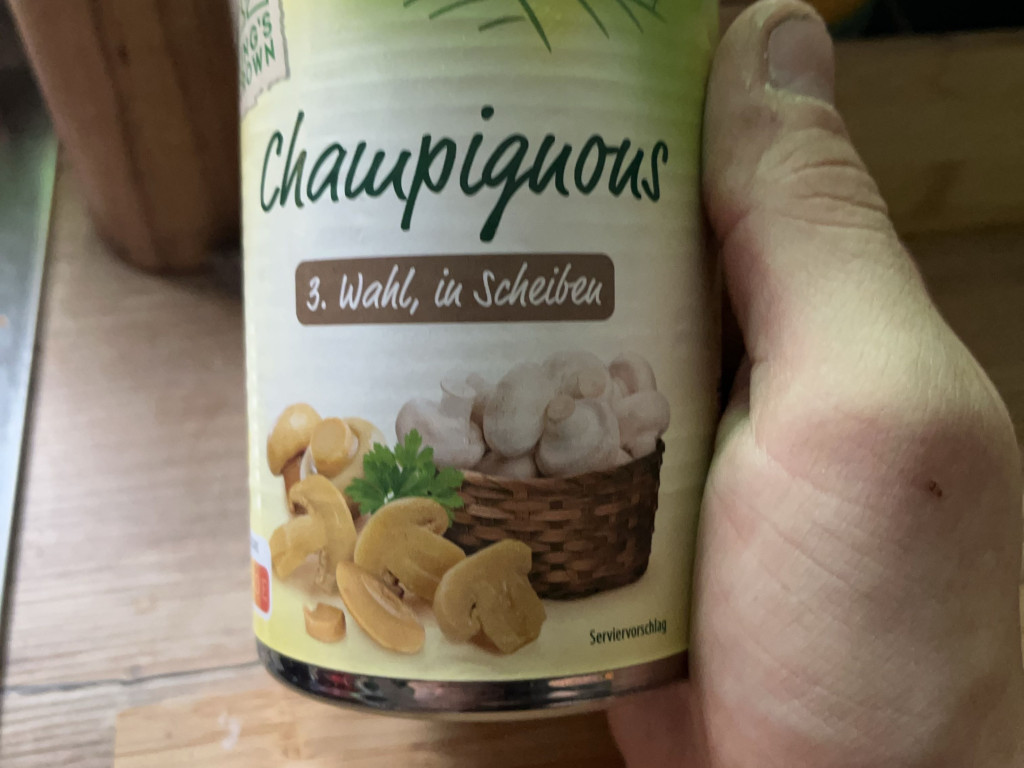 Champignons
3. Wahl, in Scheiben
Serviervorschlag